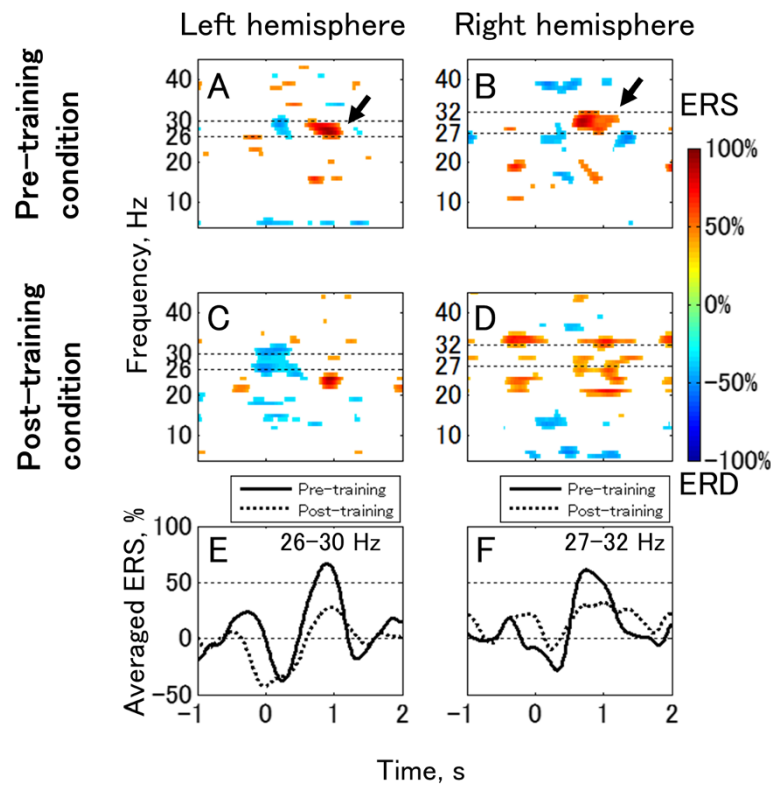 Left hemisphere
Right hemisphere
Pre-training
condition
Post-training
condition
Frequency, Hz
A
40
30
26
20
10
B
40
32
27
20
10
ERS
100%
50%
0%
−50%
−100%
ERD
C
40
30
26
20
10
D
40
32
27
20
10
Pre-training
Post-training
Pre-training
Post-training
Averaged ERS, %
E
26−30 Hz
100
50
0
−50
-1
0
1
2
F
27−32 Hz
-1
0
1
2
Time, s